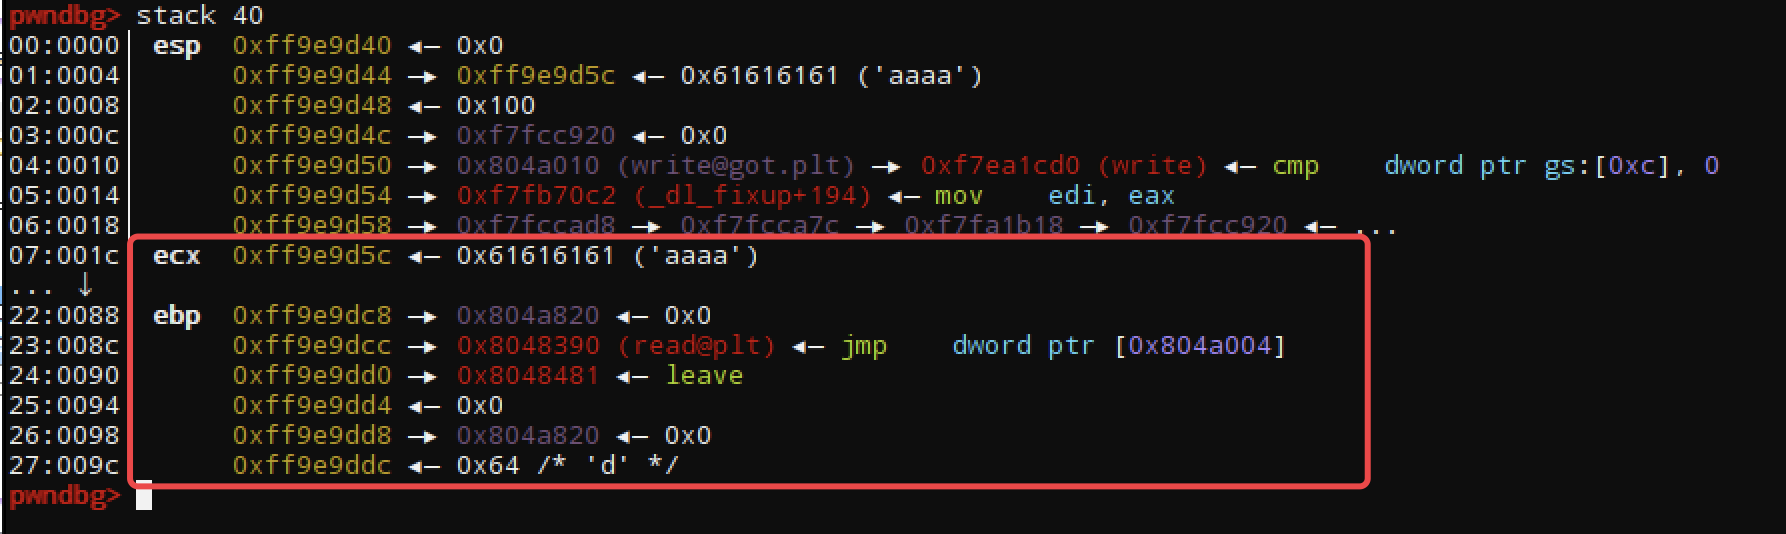 pwndbg> stack 40
00:0000│ esp 0xff9e9d40 ◂— 0x0
01:0004│ 0xff9e9d44 —▸ 0xff9e9d5c ◂— 0x61616161 ('aaaa')
02:0008│ 0xff9e9d48 ◂— 0x100
03:000c│ 0xff9e9d4c —▸ 0xf7fcc920 ◂— 0x0
04:0010│ 0xff9e9d50 —▸ 0x804a010 (write@got.plt) —▸ 0xf7ea1cd0 (write) ◂— cmp dword ptr gs:[0xc], 0
05:0014│ 0xff9e9d54 —▸ 0xf7fb70c2 (_dl_fixup+194) ◂— mov edi, eax
06:0018│ 0xff9e9d58 —▸ 0xf7fccad8 —▸ 0xf7fcca7c —▸ 0xf7fa1b18 —▸ 0xf7fcc920 ◂— ...
07:001c│ ecx 0xff9e9d5c ◂— 0x61616161 ('aaaa')
... ↓
22:0088│ ebp 0xff9e9dc8 —▸ 0x804a820 ◂— 0x0
23:008c│ 0xff9e9dcc —▸ 0x8048390 (read@plt) ◂— jmp dword ptr [0x804a004]
24:0090│ 0xff9e9dd0 —▸ 0x8048481 ◂— leave
25:0094│ 0xff9e9dd4 ◂— 0x0
26:0098│ 0xff9e9dd8 —▸ 0x804a820 ◂— 0x0
27:009c│ 0xff9e9ddc ◂— 0x64 /* 'd' */
pwndbg>